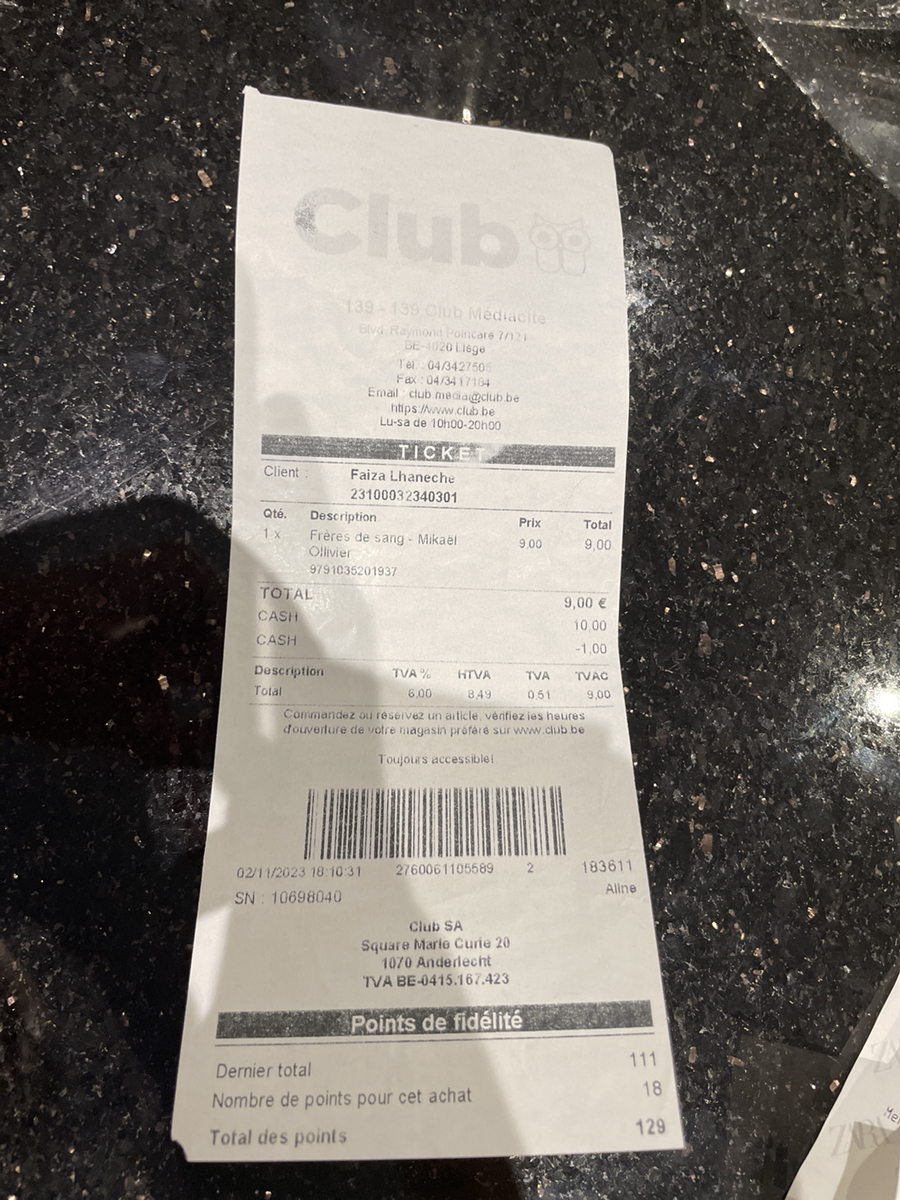 Club
139 - 139 Club Médiacité
Blvd. Raymond Poincaré 7/131
BE-4020 Liège
Tél. : 04/3427505
Fax : 04/3417164
Email : club.media@club.be
https://www.club.be
Lu-sa de 10h00-20h00
TICKET
Client : Faiza Lhaneche
23100032340301
Qté. Description Prix Total
1 x Frères de sang - Mikaël 9,00 9,00
Ollivier
9791035201937
TOTAL 9,00 €
CASH 10,00
CASH -1,00
Description TVA % HTVA TVA TVAC
Total 6,00 8,49 0,51 9,00
Commandez ou réservez un article, vérifiez les heures
d'ouverture de votre magasin préféré sur www.club.be
Toujours accessible!
02/11/2023 18:10:31 2760061105589 2 183611
SN : 10698040 Aline
Club SA
Square Marie Curie 20
1070 Anderlecht
TVA BE-0415.167.423
Points de fidélité
Dernier total 111
Nombre de points pour cet achat 18
Total des points 129
ZARA